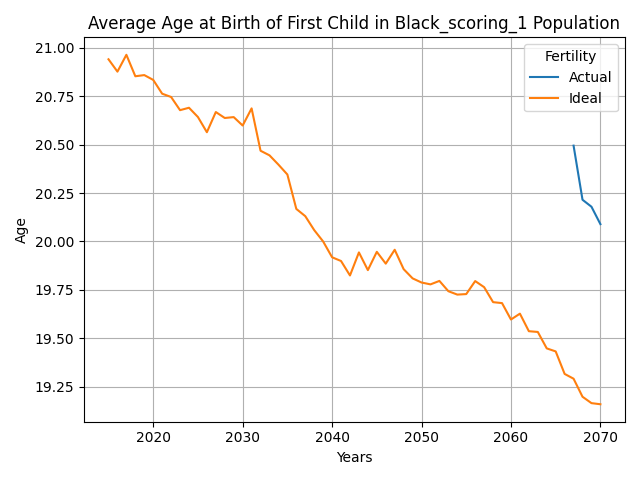 Average Age at Birth of First Child in Black_scoring_1 Population
Fertility
Actual
Ideal
21.00
20.75
20.50
20.25
20.00
19.75
19.50
19.25
Age
2020 2030 2040 2050 2060 2070
Years